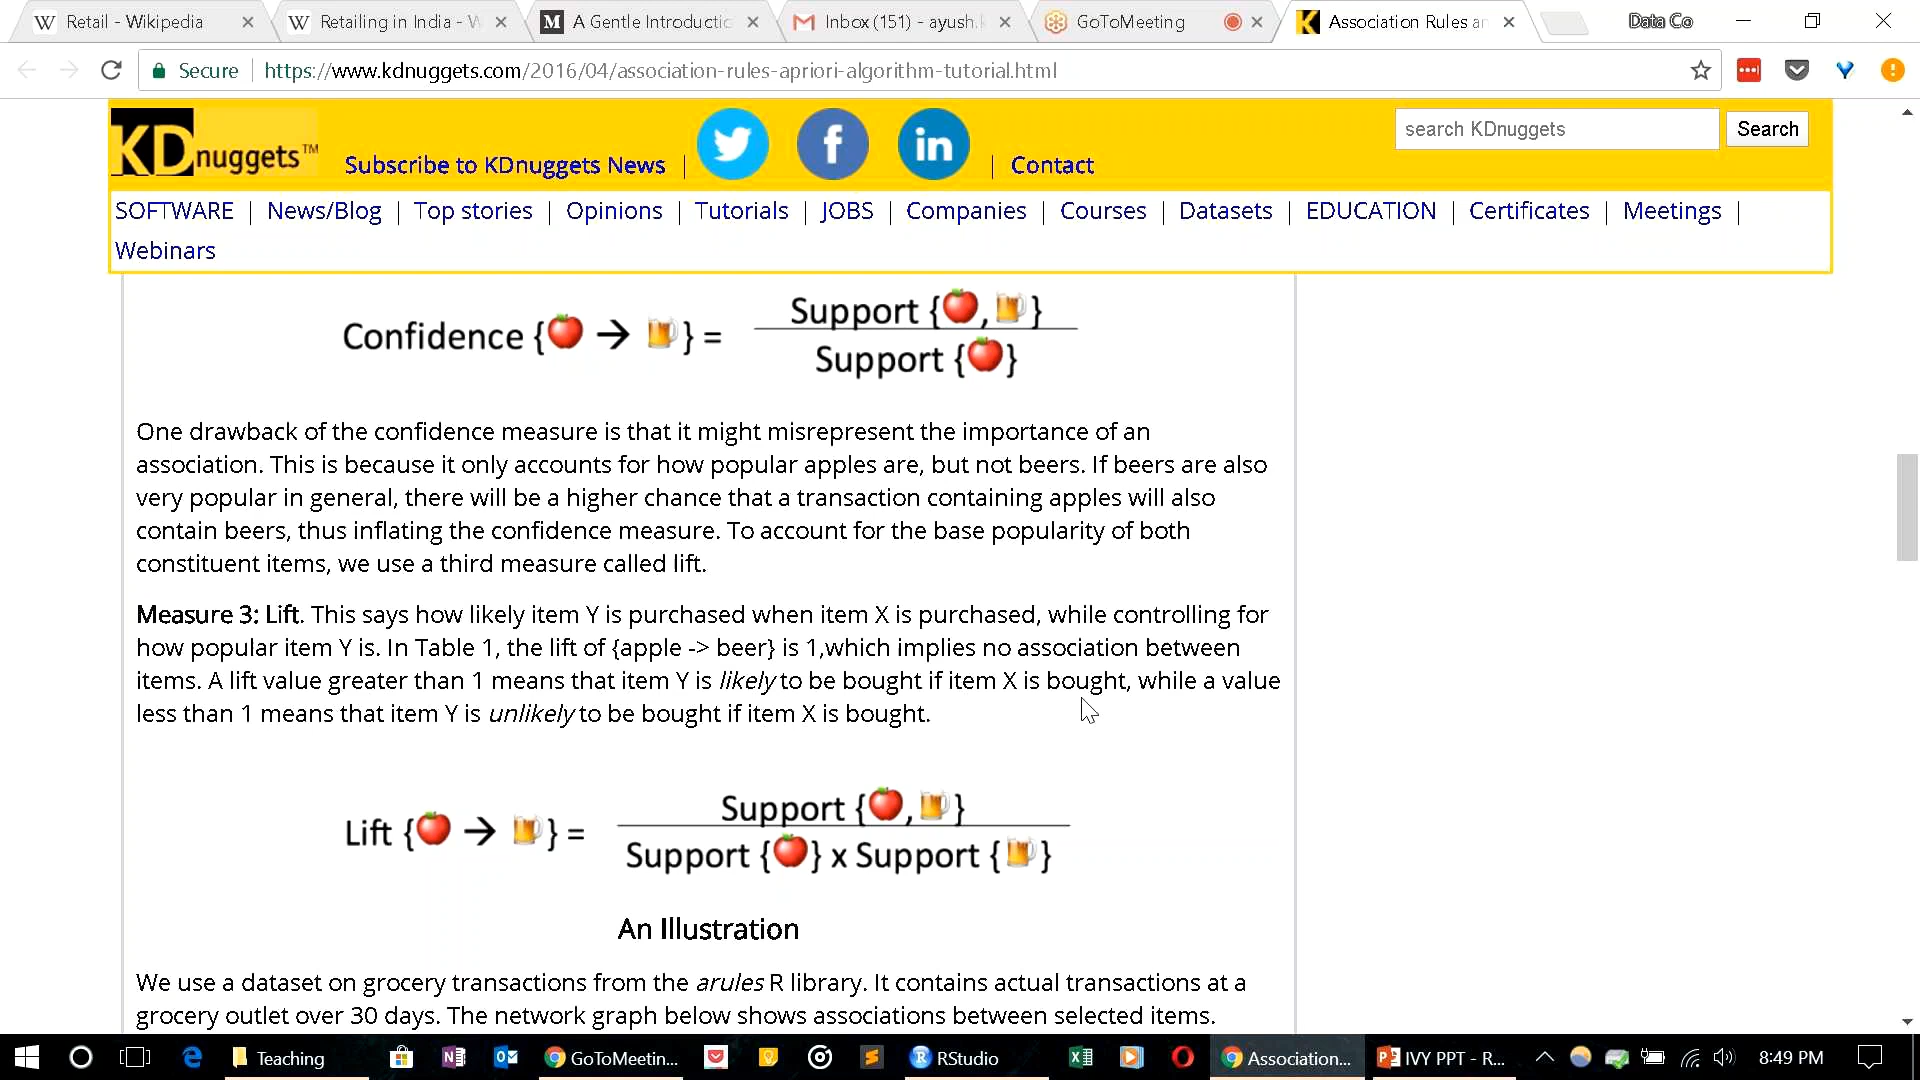 Retail - Wikipedia
Retailing in India - W
A Gentle Introductic
Inbox (151) - ayush.k
GoToMeeting
Association Rules ar
Data Co
Secure https://www.kdnuggets.com/2016/04/association-rules-apriori-algorithm-tutorial.html
KDnuggets™
Subscribe to KDnuggets News | | Contact
search KDnuggets
Search
SOFTWARE | News/Blog | Top stories | Opinions | Tutorials | JOBS | Companies | Courses | Datasets | EDUCATION | Certificates | Meetings |
Webinars
Support {🍎,🍺}
Confidence {🍎 → 🍺} =
Support {🍎}
One drawback of the confidence measure is that it might misrepresent the importance of an
association. This is because it only accounts for how popular apples are, but not beers. If beers are also
very popular in general, there will be a higher chance that a transaction containing apples will also
contain beers, thus inflating the confidence measure. To account for the base popularity of both
constituent items, we use a third measure called lift.
Measure 3: Lift. This says how likely item Y is purchased when item X is purchased, while controlling for
how popular item Y is. In Table 1, the lift of {apple -> beer} is 1,which implies no association between
items. A lift value greater than 1 means that item Y is likely to be bought if item X is bought, while a value
less than 1 means that item Y is unlikely to be bought if item X is bought.
Support {🍎,🍺}
Lift {🍎 → 🍺} =
Support {🍎} x Support {🍺}
An Illustration
We use a dataset on grocery transactions from the arules R library. It contains actual transactions at a
grocery outlet over 30 days. The network graph below shows associations between selected items.
Teaching
GoToMeetin...
RStudio
Association...
IVY PPT - R...
8:49 PM